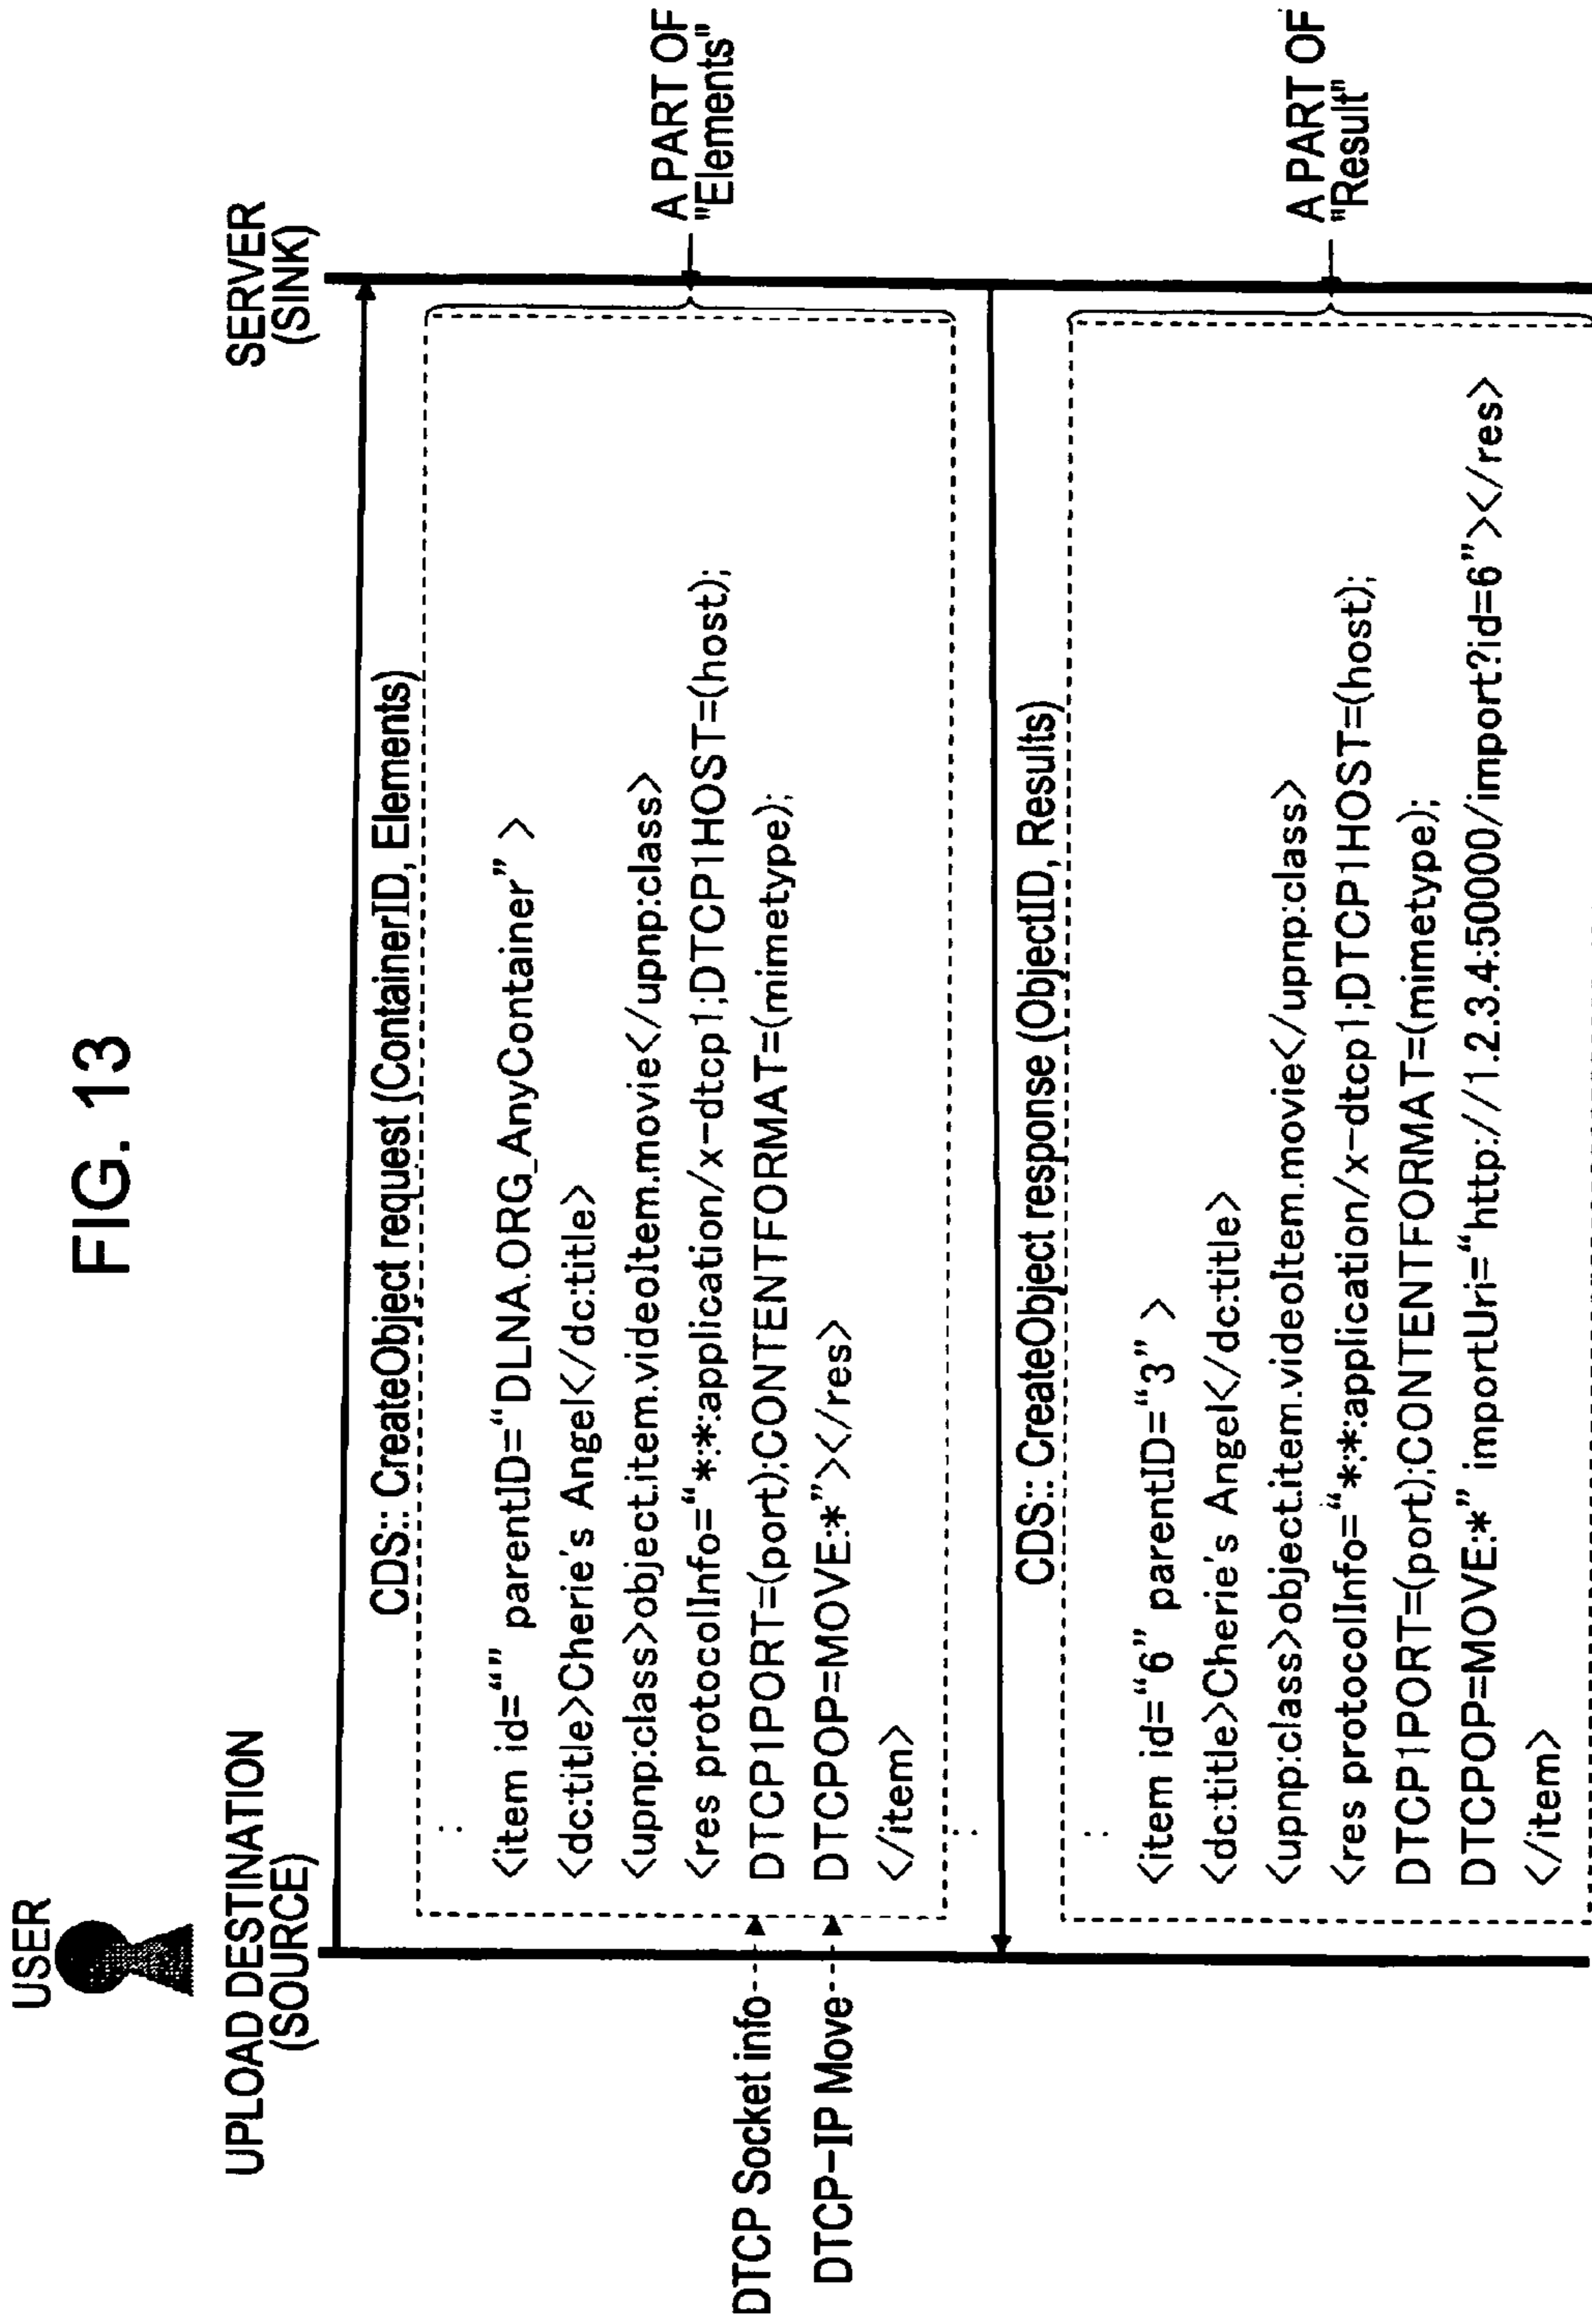 FIG. 13
USER
UPLOAD DESTINATION
(SOURCE)
SERVER
(SINK)
CDS:: CreateObject request (ContainerID, Elements)
:
<item id=“” parentID=“DLNA.ORG_AnyContainer” >
<dc:title>Cherie's Angel</dc:title>
<upnp:class>object.item.videoItem.movie</upnp:class>
<res protocolInfo=“*:*:application/x-dtcp1;DTCP1HOST=(host);
DTCP1PORT=(port);CONTENTFORMAT=(mimetype);
DTCPOP=MOVE:*”></res>
</item>
:
A PART OF
"Elements"
DTCP Socket info
DTCP-IP Move
CDS:: CreateObject response (ObjectID, Results)
:
<item id=“6” parentID=“3” >
<dc:title>Cherie's Angel</dc:title>
<upnp:class>object.item.videoItem.movie</upnp:class>
<res protocolInfo=“*:*:application/x-dtcp1;DTCP1HOST=(host);
DTCP1PORT=(port);CONTENTFORMAT=(mimetype);
DTCPOP=MOVE:*” importUri=“http://1.2.3.4:50000/import?id=6”></res>
</item>
A PART OF
"Result"